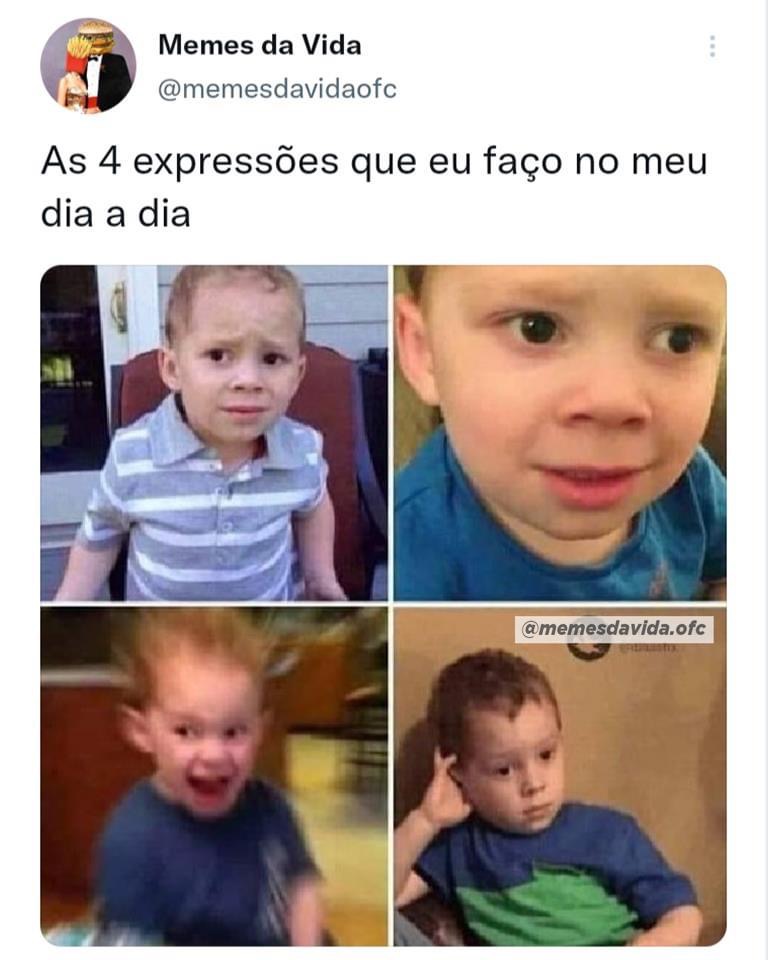 Memes da Vida
@memesdavidaofc
As 4 expressões que eu faço no meu
dia a dia
@memesdavida.ofc